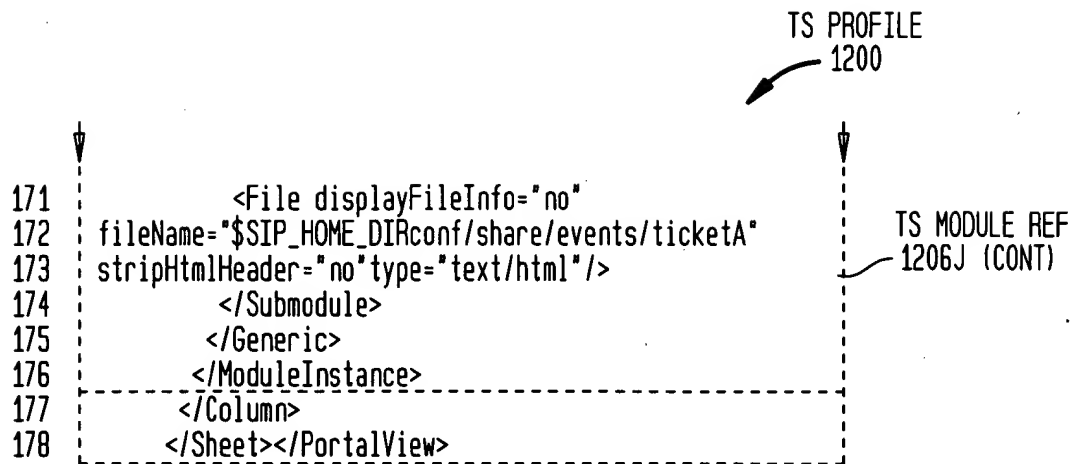 TS PROFILE
1200
171 <File displayFileInfo="no"
172 fileName="$SIP_HOME_DIRconf/share/events/ticketA"
173 stripHtmlHeader="no"type="text/html"/>
174 </Submodule>
175 </Generic>
176 </ModuleInstance>
177 </Column>
178 </Sheet></PortalView>
TS MODULE REF
1206J (CONT)